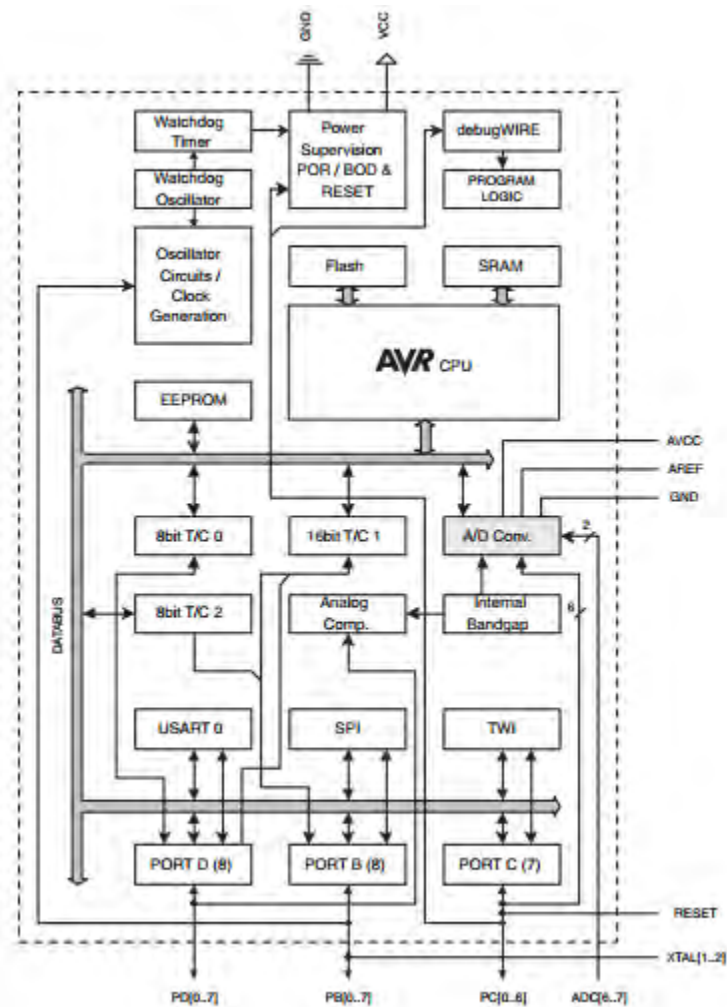 GND
VCC
Watchdog
Timer
Power
Supervision
POR / BOD &
RESET
debugWIRE
Watchdog
Oscillator
PROGRAM
LOGIC
Oscillator
Circuits /
Clock
Generation
Flash
SRAM
AVR CPU
EEPROM
AVCC
AREF
GND
8bit T/C 0
16bit T/C 1
A/D Conv.
2
DATABUS
8bit T/C 2
Analog
Comp.
Internal
Bandgap
6
USART 0
SPI
TWI
PORT D (8)
PORT B (8)
PORT C (7)
RESET
XTAL[1..2]
PD[0..7]
PB[0..7]
PC[0..6]
ADC[6..7]